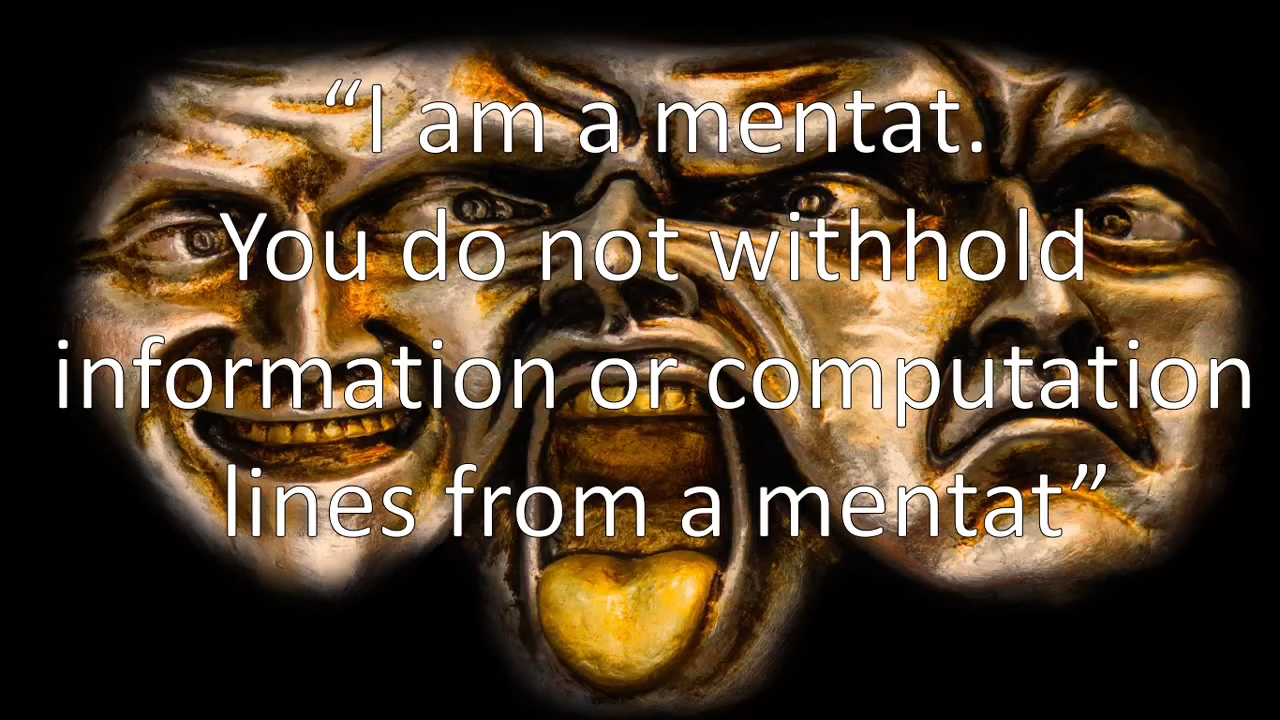 “I am a mentat.
You do not withhold
information or computation
lines from a mentat”